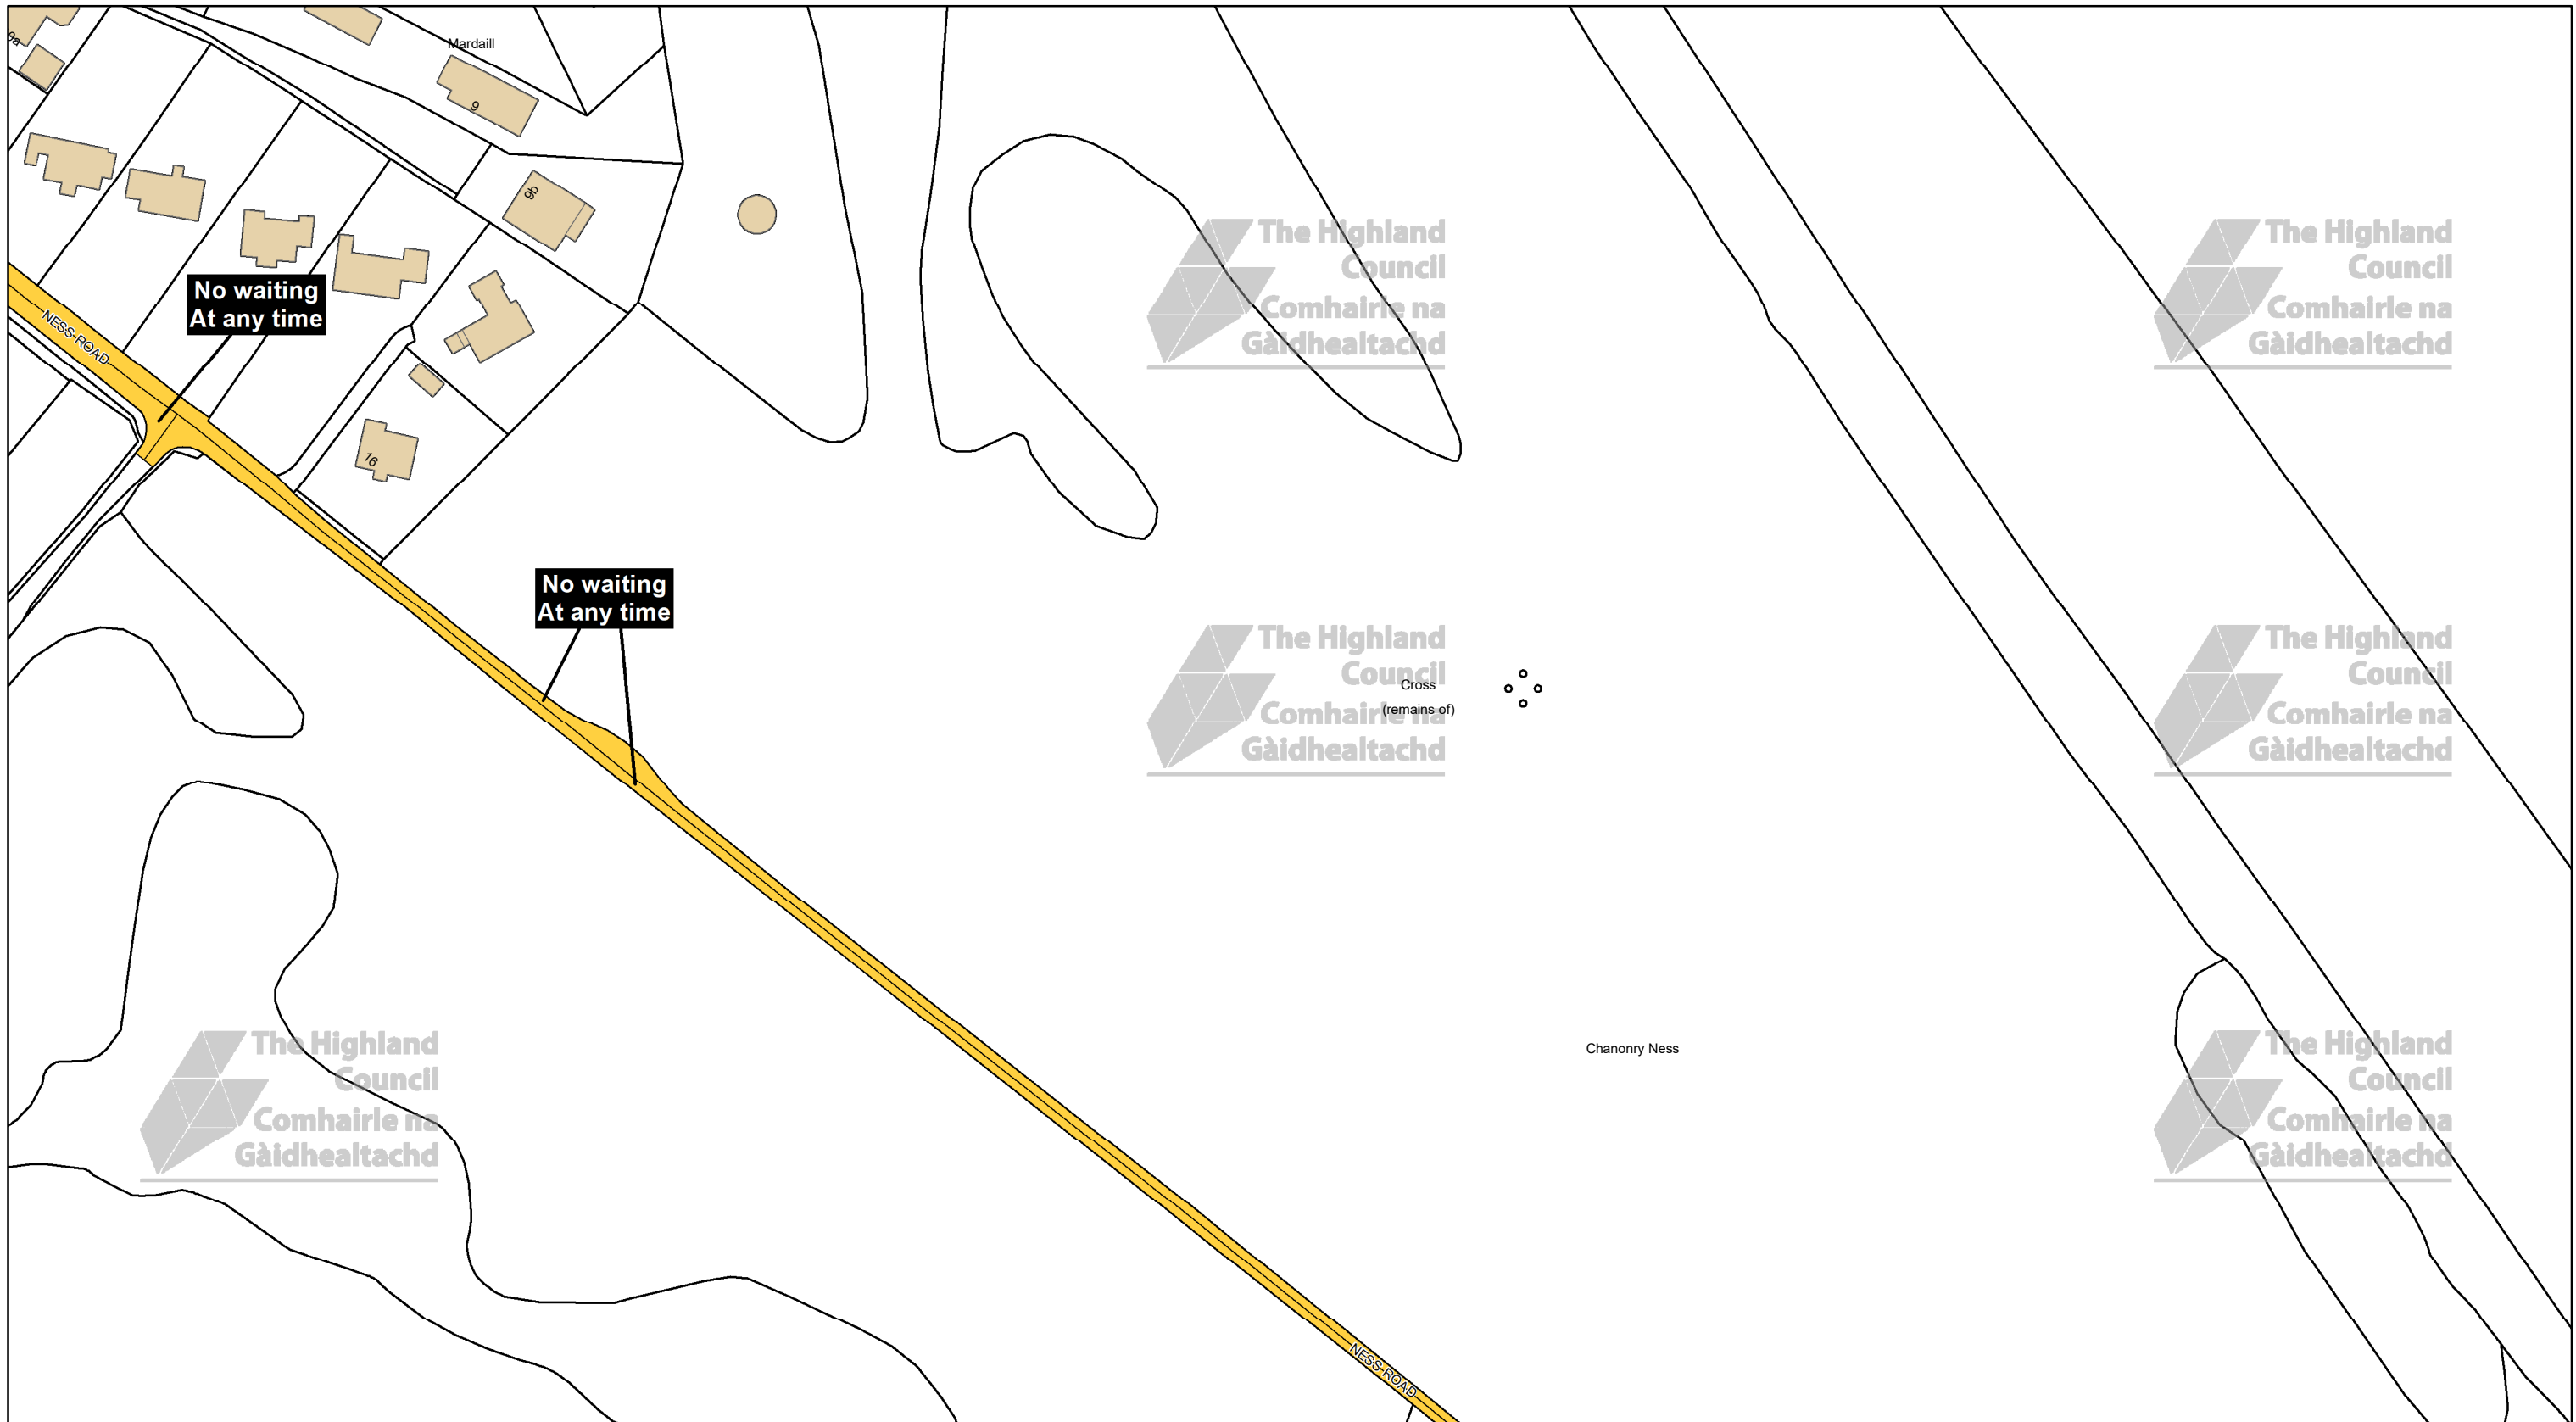 9a
Mardaill
9
9b
The Highland
Council
Comhairle na
Gàidhealtachd
The Highland
Council
Comhairle na
Gàidhealtachd
No waiting
At any time
NESS ROAD
16
No waiting
At any time
The Highland
Council
Comhairle na
Gàidhealtachd
Cross
(remains of)
The Highland
Council
Comhairle na
Gàidhealtachd
The Highland
Council
Comhairle na
Gàidhealtachd
Chanonry Ness
The Highland
Council
Comhairle na
Gàidhealtachd
NESS ROAD